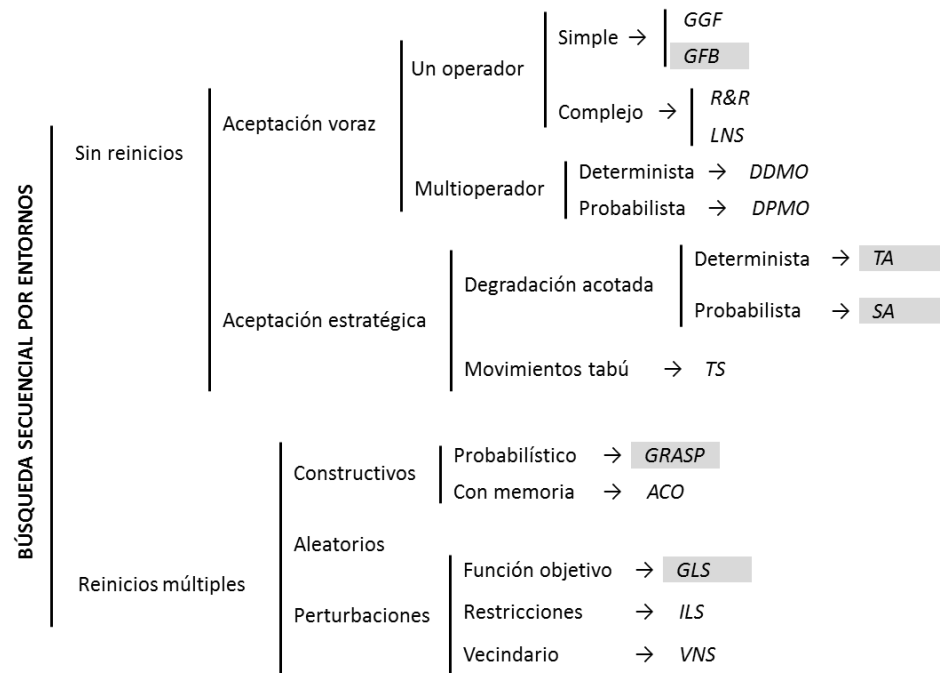 BÚSQUEDA SECUENCIAL POR ENTORNOS
Sin reinicios
Aceptación voraz
Un operador
Simple → GGF
GFB
Complejo → R&R
LNS
Multioperador
Determinista → DDMO
Probabilista → DPMO
Aceptación estratégica
Degradación acotada
Determinista → TA
Probabilista → SA
Movimientos tabú → TS
Reinicios múltiples
Constructivos
Probabilístico → GRASP
Con memoria → ACO
Aleatorios
Perturbaciones
Función objetivo → GLS
Restricciones → ILS
Vecindario → VNS